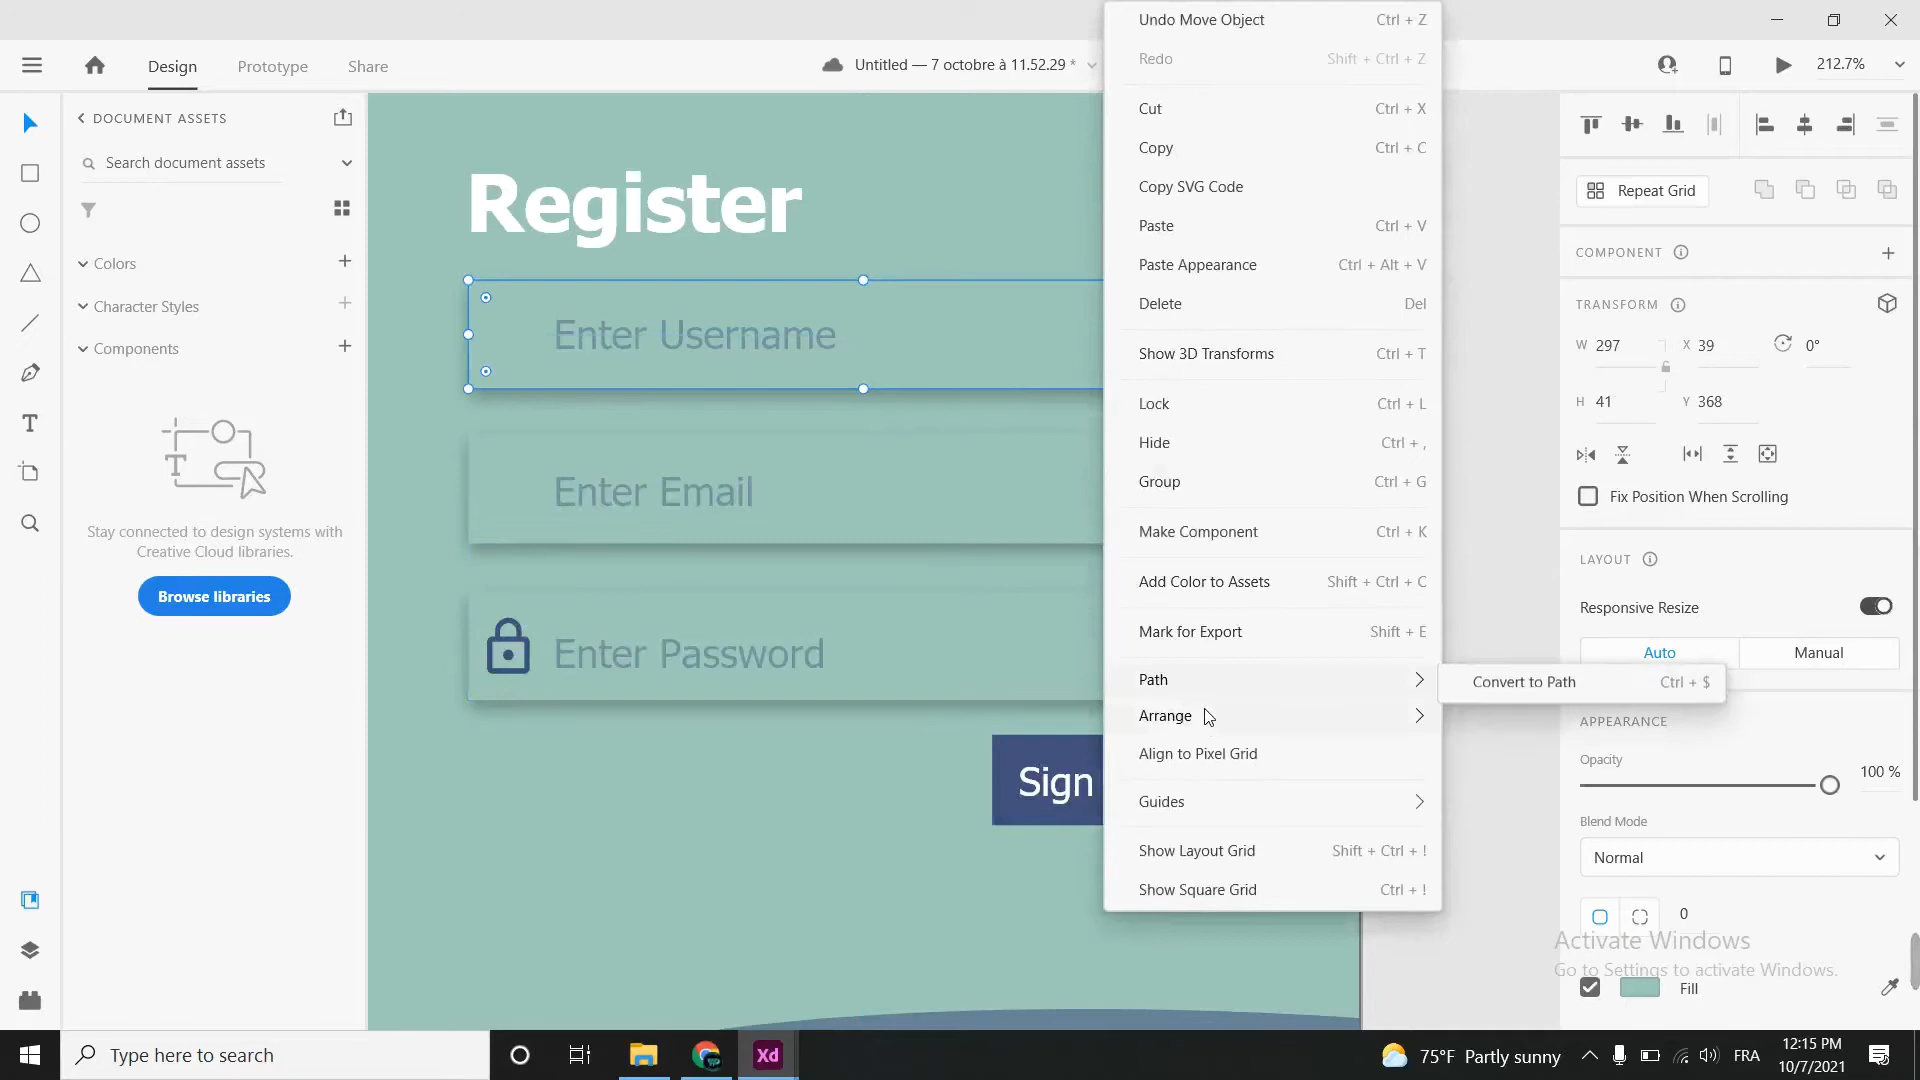 Design
Prototype
Share
Untitled — 7 octobre à 11.52.29 *
212.7%
DOCUMENT ASSETS
Search document assets
Colors
Character Styles
Components
Stay connected to design systems with
Creative Cloud libraries.
Browse libraries
Register
Enter Username
Enter Email
Enter Password
Sign
Undo Move Object Ctrl + Z
Redo Shift + Ctrl + Z
Cut Ctrl + X
Copy Ctrl + C
Copy SVG Code
Paste Ctrl + V
Paste Appearance Ctrl + Alt + V
Delete Del
Show 3D Transforms Ctrl + T
Lock Ctrl + L
Hide Ctrl + ,
Group Ctrl + G
Make Component Ctrl + K
Add Color to Assets Shift + Ctrl + C
Mark for Export Shift + E
Path
Arrange
Align to Pixel Grid
Guides
Show Layout Grid Shift + Ctrl + !
Show Square Grid Ctrl + !
Convert to Path Ctrl + $
Repeat Grid
COMPONENT
TRANSFORM
W 297 X 39 0°
H 41 Y 368
Fix Position When Scrolling
LAYOUT
Responsive Resize
Auto Manual
APPEARANCE
Opacity
100 %
Blend Mode
Normal
0
Activate Windows
Go to Settings to activate Windows.
Fill
Type here to search
Xd
75°F Partly sunny
FRA
12:15 PM
10/7/2021